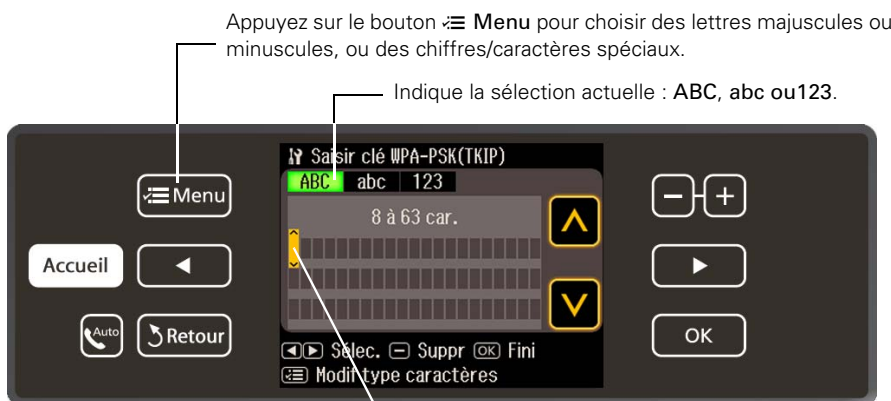 Appuyez sur le bouton Menu pour choisir des lettres majuscules ou
minuscules, ou des chiffres/caractères spéciaux.
Indique la sélection actuelle : ABC, abc ou123.
Saisir clé WPA-PSK(TKIP)
ABC abc 123
Menu
8 à 63 car.
- +
Accueil
Auto
Retour
OK
Sélec. - Suppr OK Fini
Modif type caractères